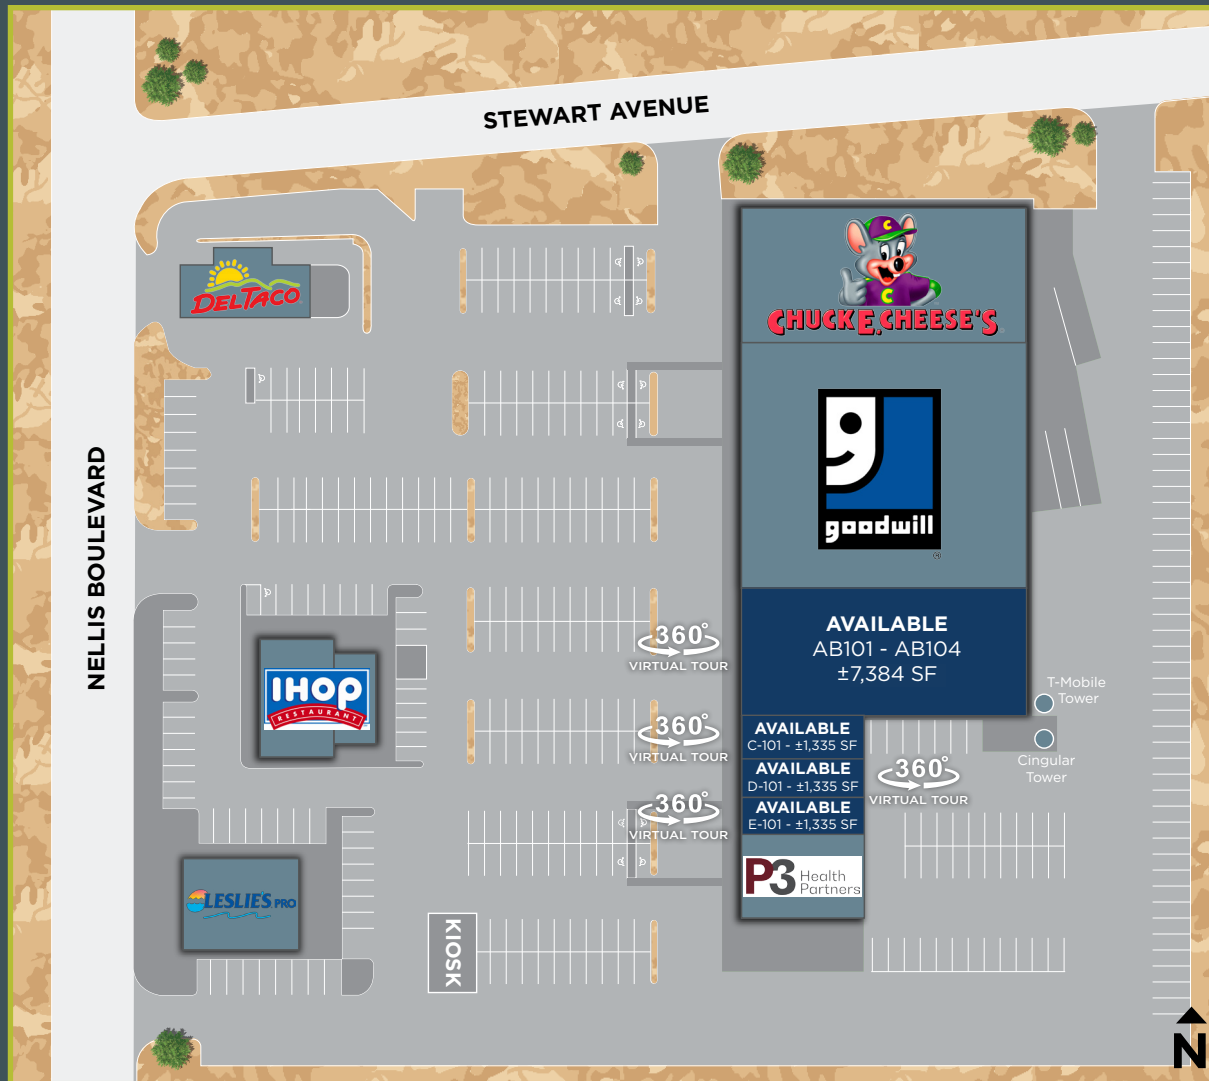 STEWART AVENUE
NELLIS BOULEVARD
DEL TACO
C
C
CHUCK E. CHEESE'S
g
goodwill
®
AVAILABLE
AB101 - AB104
±7,384 SF
360°
VIRTUAL TOUR
T-Mobile
Tower
IHOP
RESTAURANT
AVAILABLE
C-101 - ±1,335 SF
360°
VIRTUAL TOUR
AVAILABLE
D-101 - ±1,335 SF
360°
VIRTUAL TOUR
Cingular
Tower
AVAILABLE
E-101 - ±1,335 SF
360°
VIRTUAL TOUR
P3 Health
Partners
LESLIE'S PRO
KIOSK
N